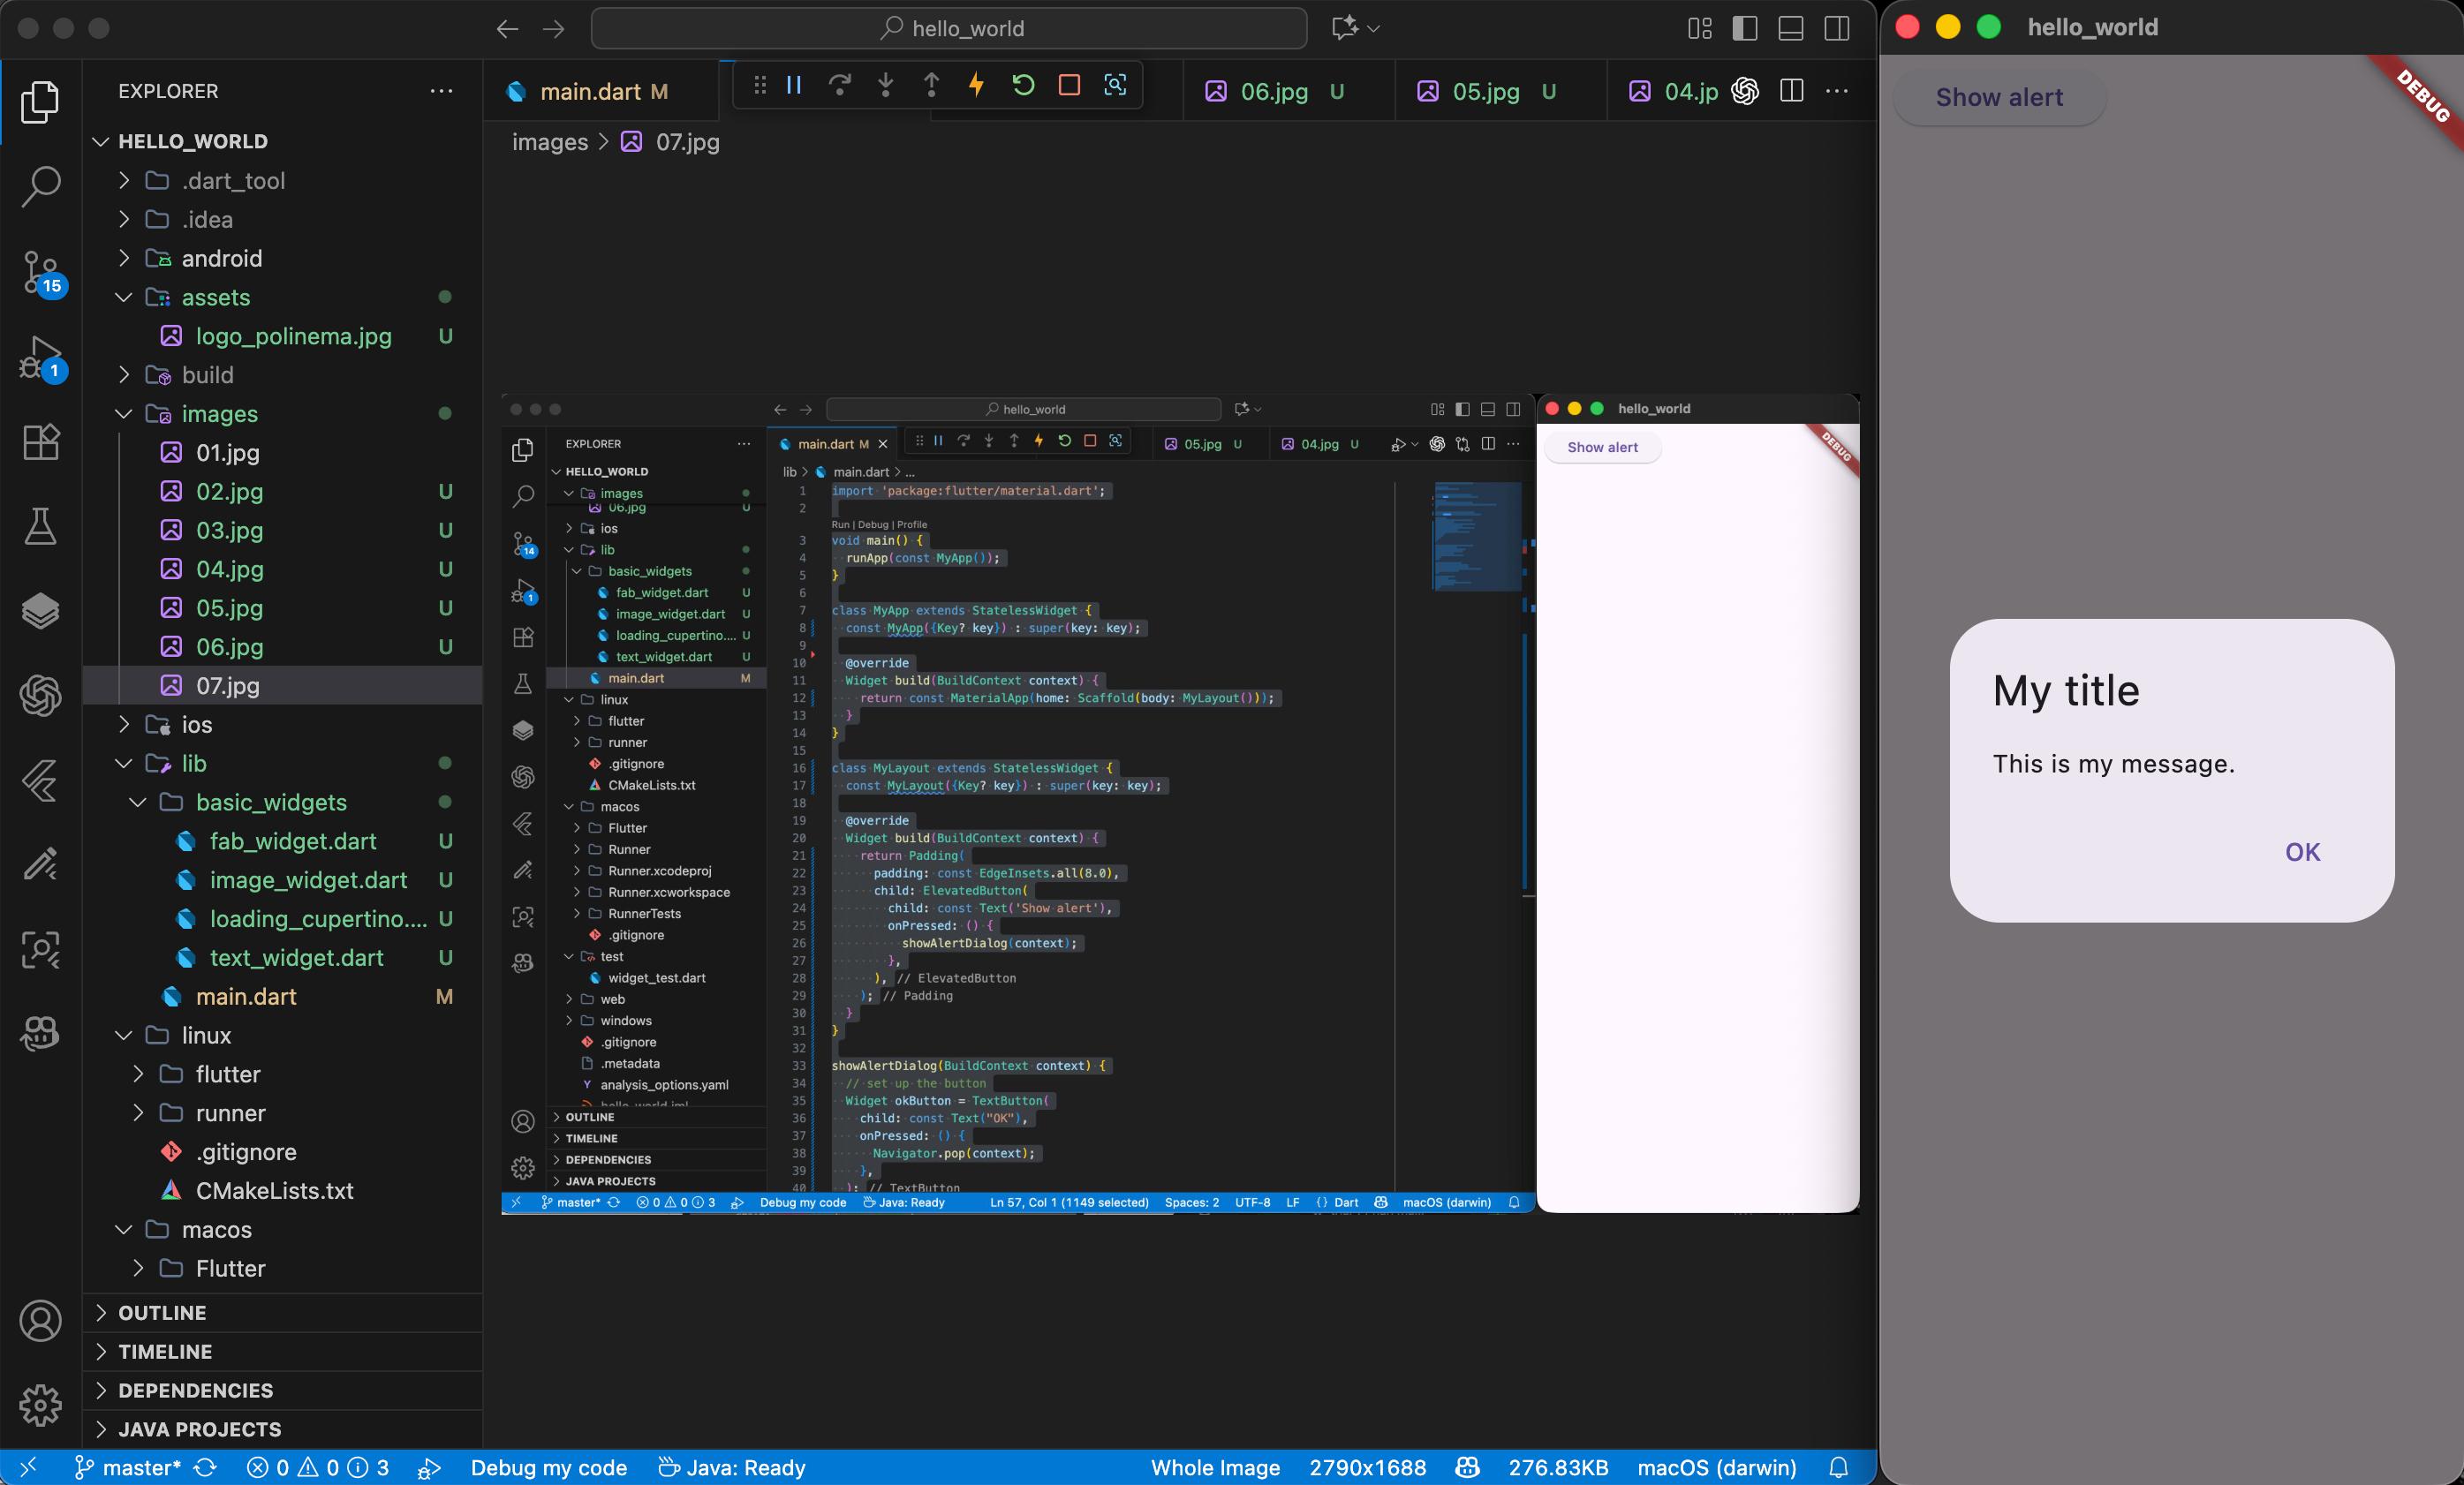 hello_world
hello_world
EXPLORER
main.dart M
06.jpg U
05.jpg U
04.jp
Show alert
DEBUG
HELLO_WORLD
images > 07.jpg
.dart_tool
.idea
android
15
assets
logo_polinema.jpg U
1
build
images
01.jpg
02.jpg U
03.jpg U
04.jpg U
05.jpg U
06.jpg U
07.jpg
ios
lib
basic_widgets
fab_widget.dart U
image_widget.dart U
loading_cupertino.... U
text_widget.dart U
main.dart M
linux
flutter
runner
.gitignore
CMakeLists.txt
macos
Flutter
OUTLINE
TIMELINE
DEPENDENCIES
JAVA PROJECTS
hello_world
EXPLORER
HELLO_WORLD
images
06.jpg U
ios
14
lib
basic_widgets
1
fab_widget.dart U
image_widget.dart U
loading_cupertino.... U
text_widget.dart U
main.dart M
linux
flutter
runner
.gitignore
CMakeLists.txt
macos
Flutter
Runner
Runner.xcodeproj
Runner.xcworkspace
RunnerTests
.gitignore
test
widget_test.dart
web
windows
.gitignore
.metadata
analysis_options.yaml
hello_world.iml
OUTLINE
TIMELINE
DEPENDENCIES
JAVA PROJECTS
main.dart M
05.jpg U
04.jpg U
lib > main.dart > ...
1 import 'package:flutter/material.dart';
2
Run | Debug | Profile
3 void main() {
4 runApp(const MyApp());
5 }
6
7 class MyApp extends StatelessWidget {
8 const MyApp({Key? key}) : super(key: key);
9
10 @override
11 Widget build(BuildContext context) {
12 return const MaterialApp(home: Scaffold(body: MyLayout()));
13 }
14 }
15
16 class MyLayout extends StatelessWidget {
17 const MyLayout({Key? key}) : super(key: key);
18
19 @override
20 Widget build(BuildContext context) {
21 return Padding(
22 padding: const EdgeInsets.all(8.0),
23 child: ElevatedButton(
24 child: const Text('Show alert'),
25 onPressed: () {
26 showAlertDialog(context);
27 },
28 ), // ElevatedButton
29 ); // Padding
30 }
31 }
32
33 showAlertDialog(BuildContext context) {
34 // set up the button
35 Widget okButton = TextButton(
36 child: const Text("OK"),
37 onPressed: () {
38 Navigator.pop(context);
39 },
40 ); // TextButton
master* 0 0 3 Debug my code Java: Ready Ln 57, Col 1 (1149 selected) Spaces: 2 UTF-8 LF {} Dart macOS (darwin)
hello_world
Show alert
DEBUG
My title
This is my message.
OK
master* 0 0 3 Debug my code Java: Ready Whole Image 2790x1688 276.83KB macOS (darwin)